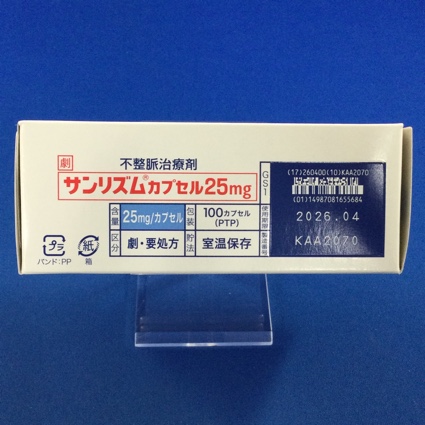 劇
不整脈治療剤
サンリズム®カプセル25mg
含量 25mg/カプセル
包装 100カプセル
(PTP)
区分 劇・要処方
貯法 室温保存
プラ
バンド:PP
紙
箱
GS1
(17)260400(10)KAA2070
(01)14987081655684
使用期限 2026.04
製造番号 KAA2070